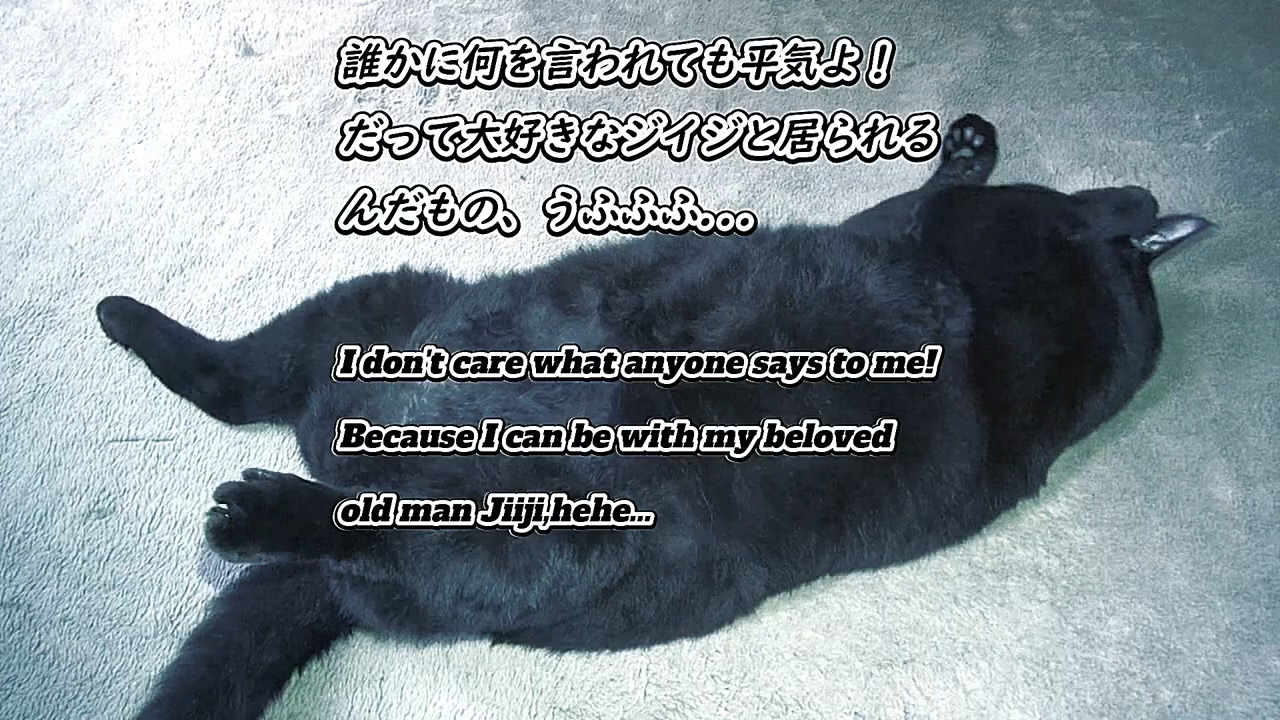 誰かに何を言われても平気よ！
だって大好きなジイジと居られる
んだもの、うふふふ。。。
I don't care what anyone says to me!
Because I can be with my beloved
old man Jiiji,hehe...